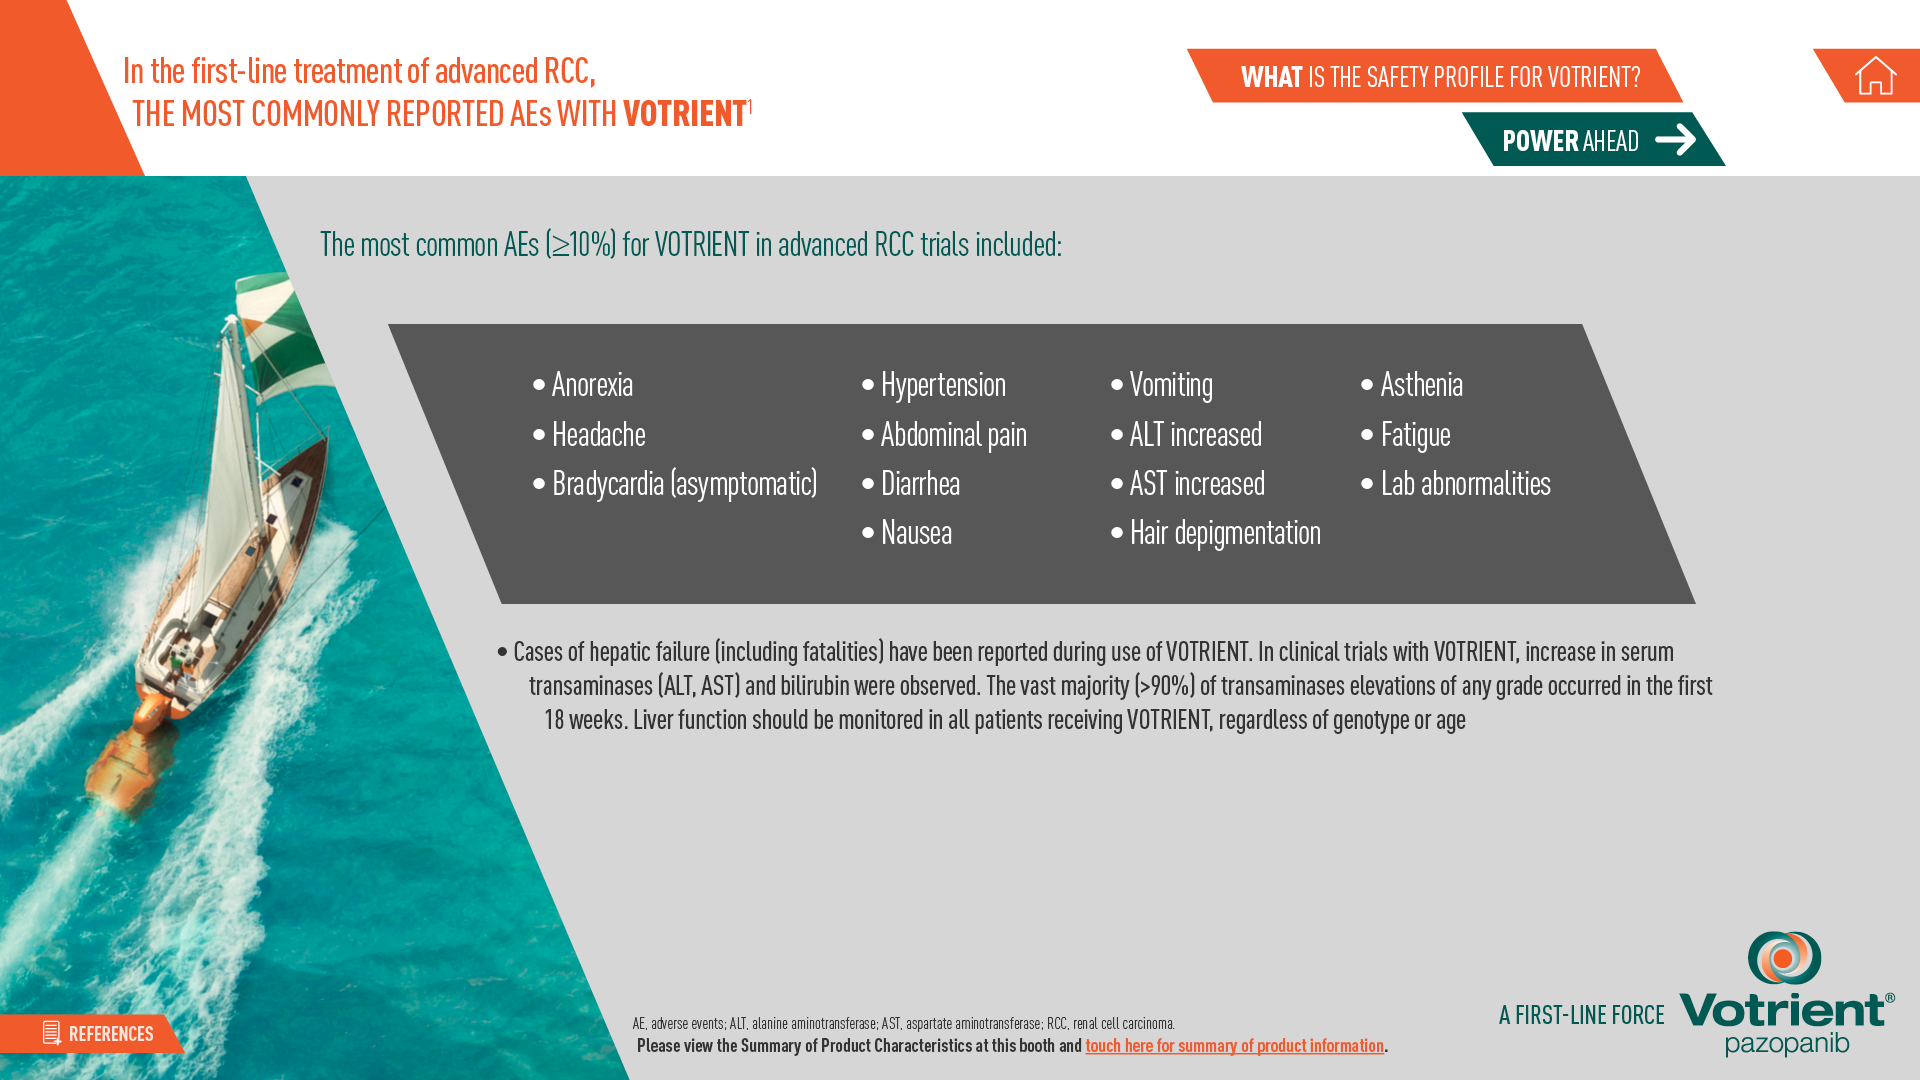 In the first-line treatment of advanced RCC,
THE MOST COMMONLY REPORTED AEs WITH VOTRIENT1
WHAT IS THE SAFETY PROFILE FOR VOTRIENT?
POWER AHEAD
The most common AEs (≥10%) for VOTRIENT in advanced RCC trials included:
• Anorexia
• Headache
• Bradycardia (asymptomatic)
• Hypertension
• Abdominal pain
• Diarrhea
• Nausea
• Vomiting
• ALT increased
• AST increased
• Hair depigmentation
• Asthenia
• Fatigue
• Lab abnormalities
• Cases of hepatic failure (including fatalities) have been reported during use of VOTRIENT. In clinical trials with VOTRIENT, increase in serum
transaminases (ALT, AST) and bilirubin were observed. The vast majority (>90%) of transaminases elevations of any grade occurred in the first
18 weeks. Liver function should be monitored in all patients receiving VOTRIENT, regardless of genotype or age
REFERENCES
AE, adverse events; ALT, alanine aminotransferase; AST, aspartate aminotransferase; RCC, renal cell carcinoma.
Please view the Summary of Product Characteristics at this booth and touch here for summary of product information.
A FIRST-LINE FORCE
Votrient®
pazopanib